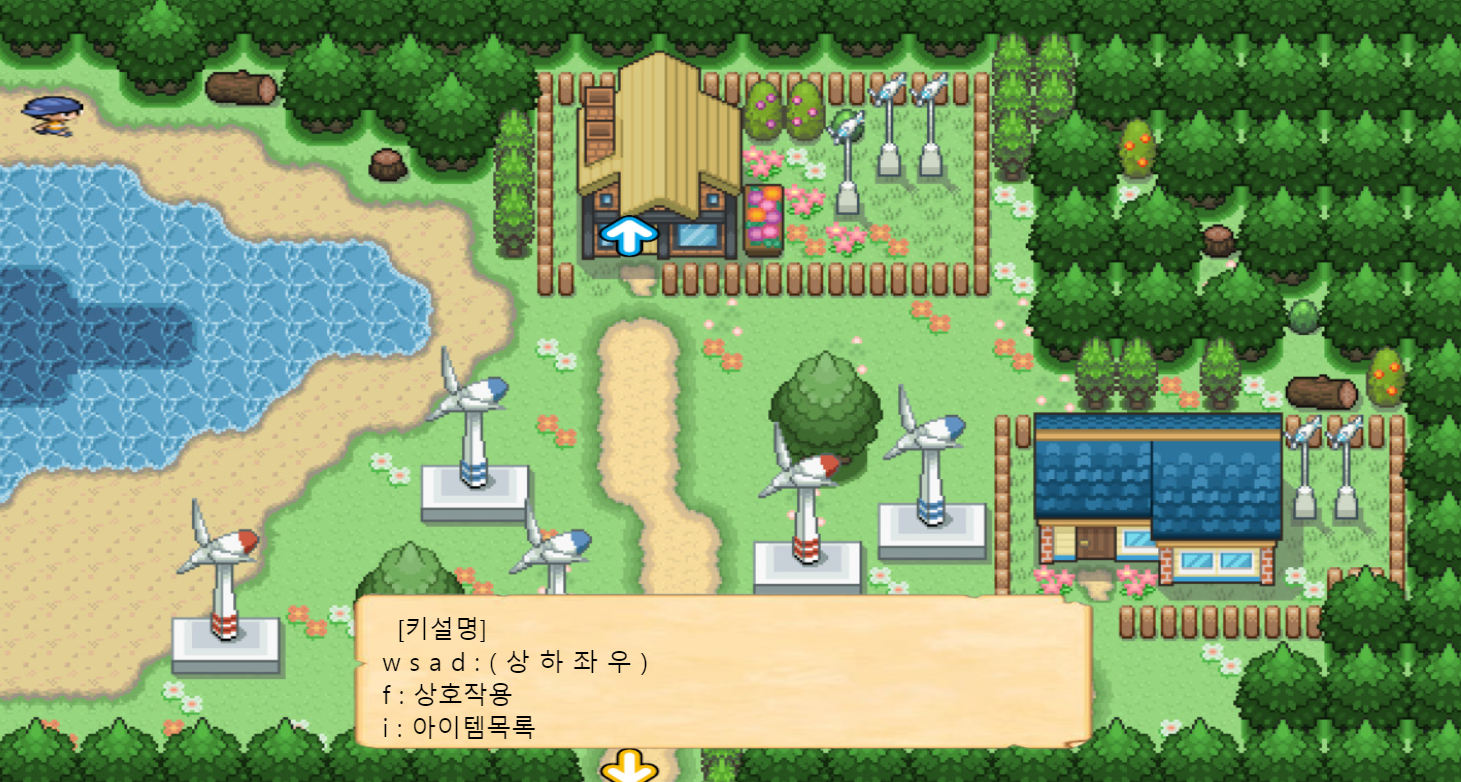 [키설명]
w s a d : ( 상 하 좌 우 )
f : 상호작용
i : 아이템목록